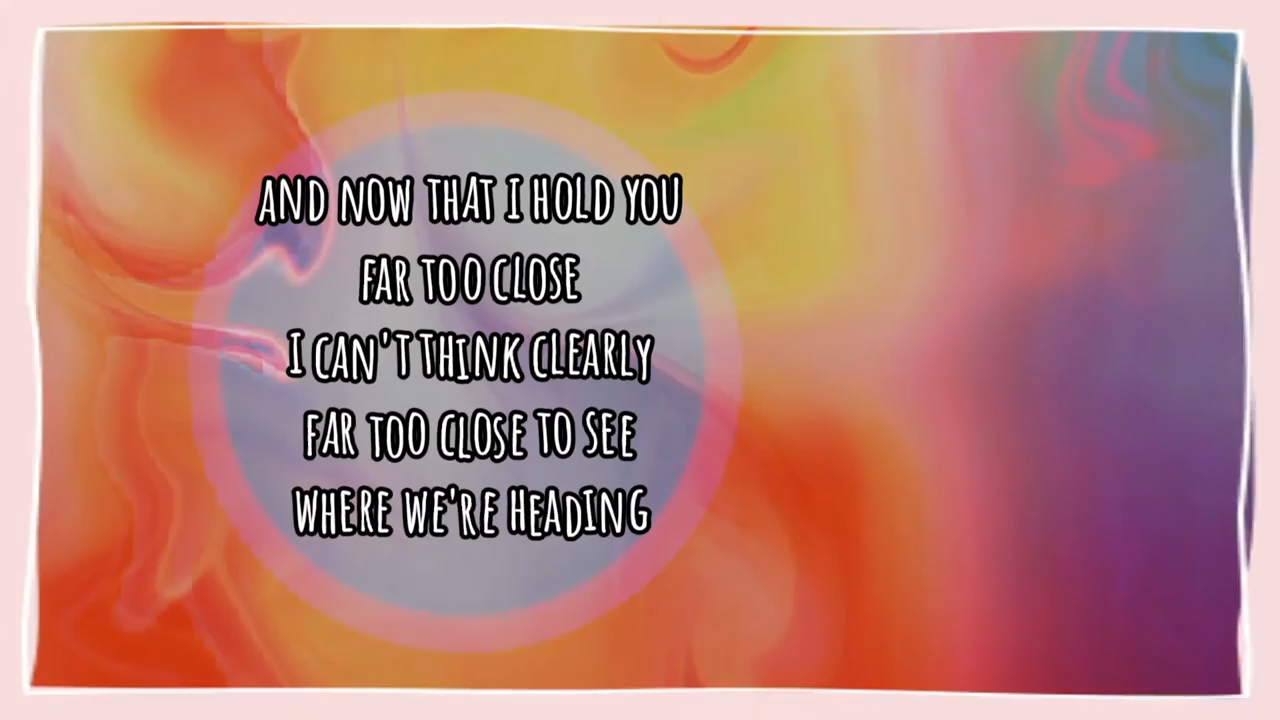 AND NOW THAT I HOLD YOU
FAR TOO CLOSE
I CAN'T THINK CLEARLY
FAR TOO CLOSE TO SEE
WHERE WE'RE HEADING